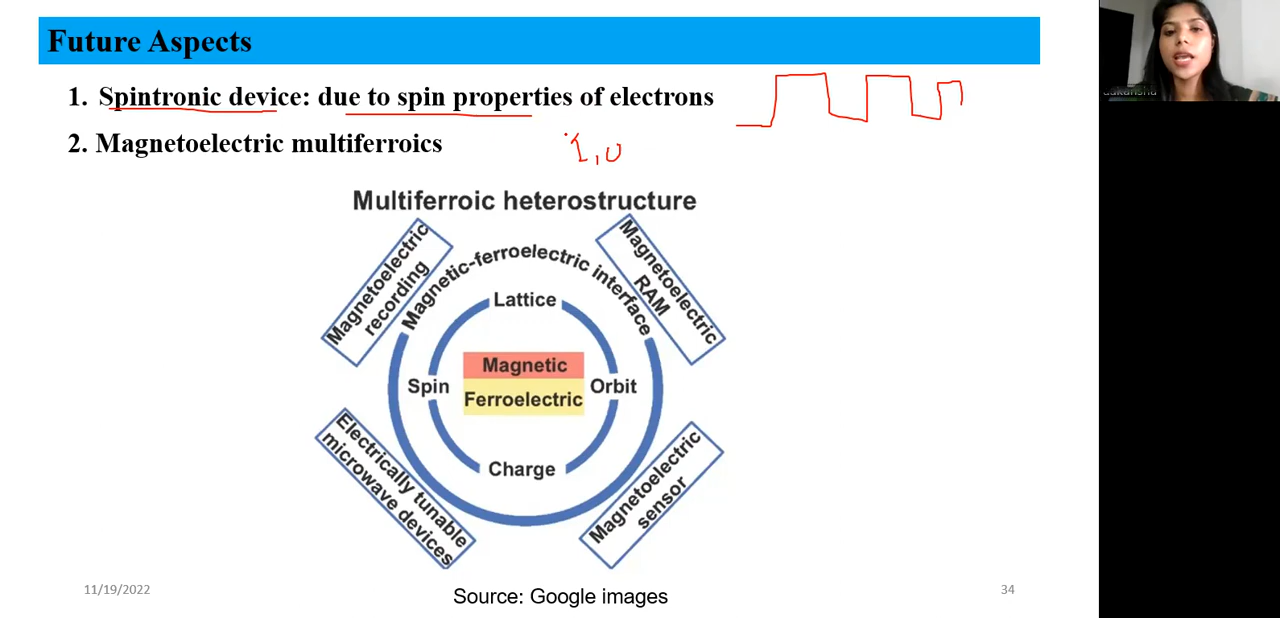 Future Aspects
1. Spintronic device: due to spin properties of electrons
2. Magnetoelectric multiferroics
1,0
Multiferroic heterostructure
Magnetoelectric
recording
Magnetic-ferroelectric interface
Magnetoelectric
RAM
Lattice
Magnetic
Spin
Orbit
Ferroelectric
Charge
Electrically tunable
microwave devices
Magnetoelectric
sensor
11/19/2022
Source: Google images
34